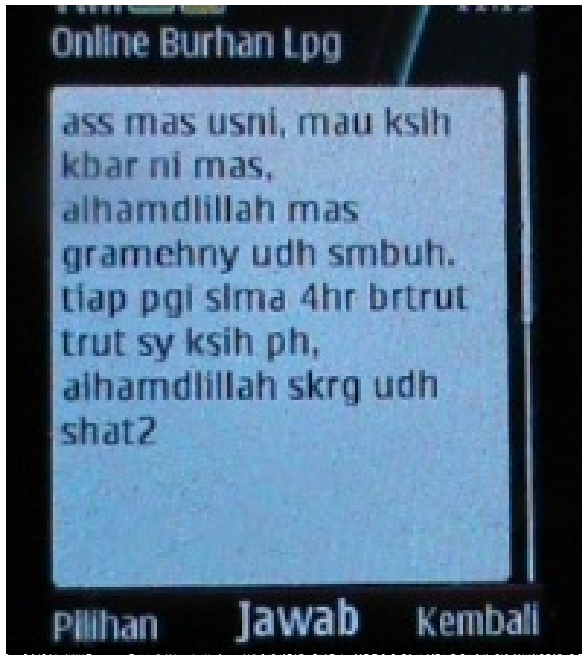 Online Burhan Lpg
ass mas usni, mau ksih
kbar ni mas,
alhamdlillah mas
gramehny udh smbuh.
tiap pgi slma 4hr brtrut
trut sy ksih ph,
alhamdlillah skrg udh
shat2
Pilihan Jawab Kembali